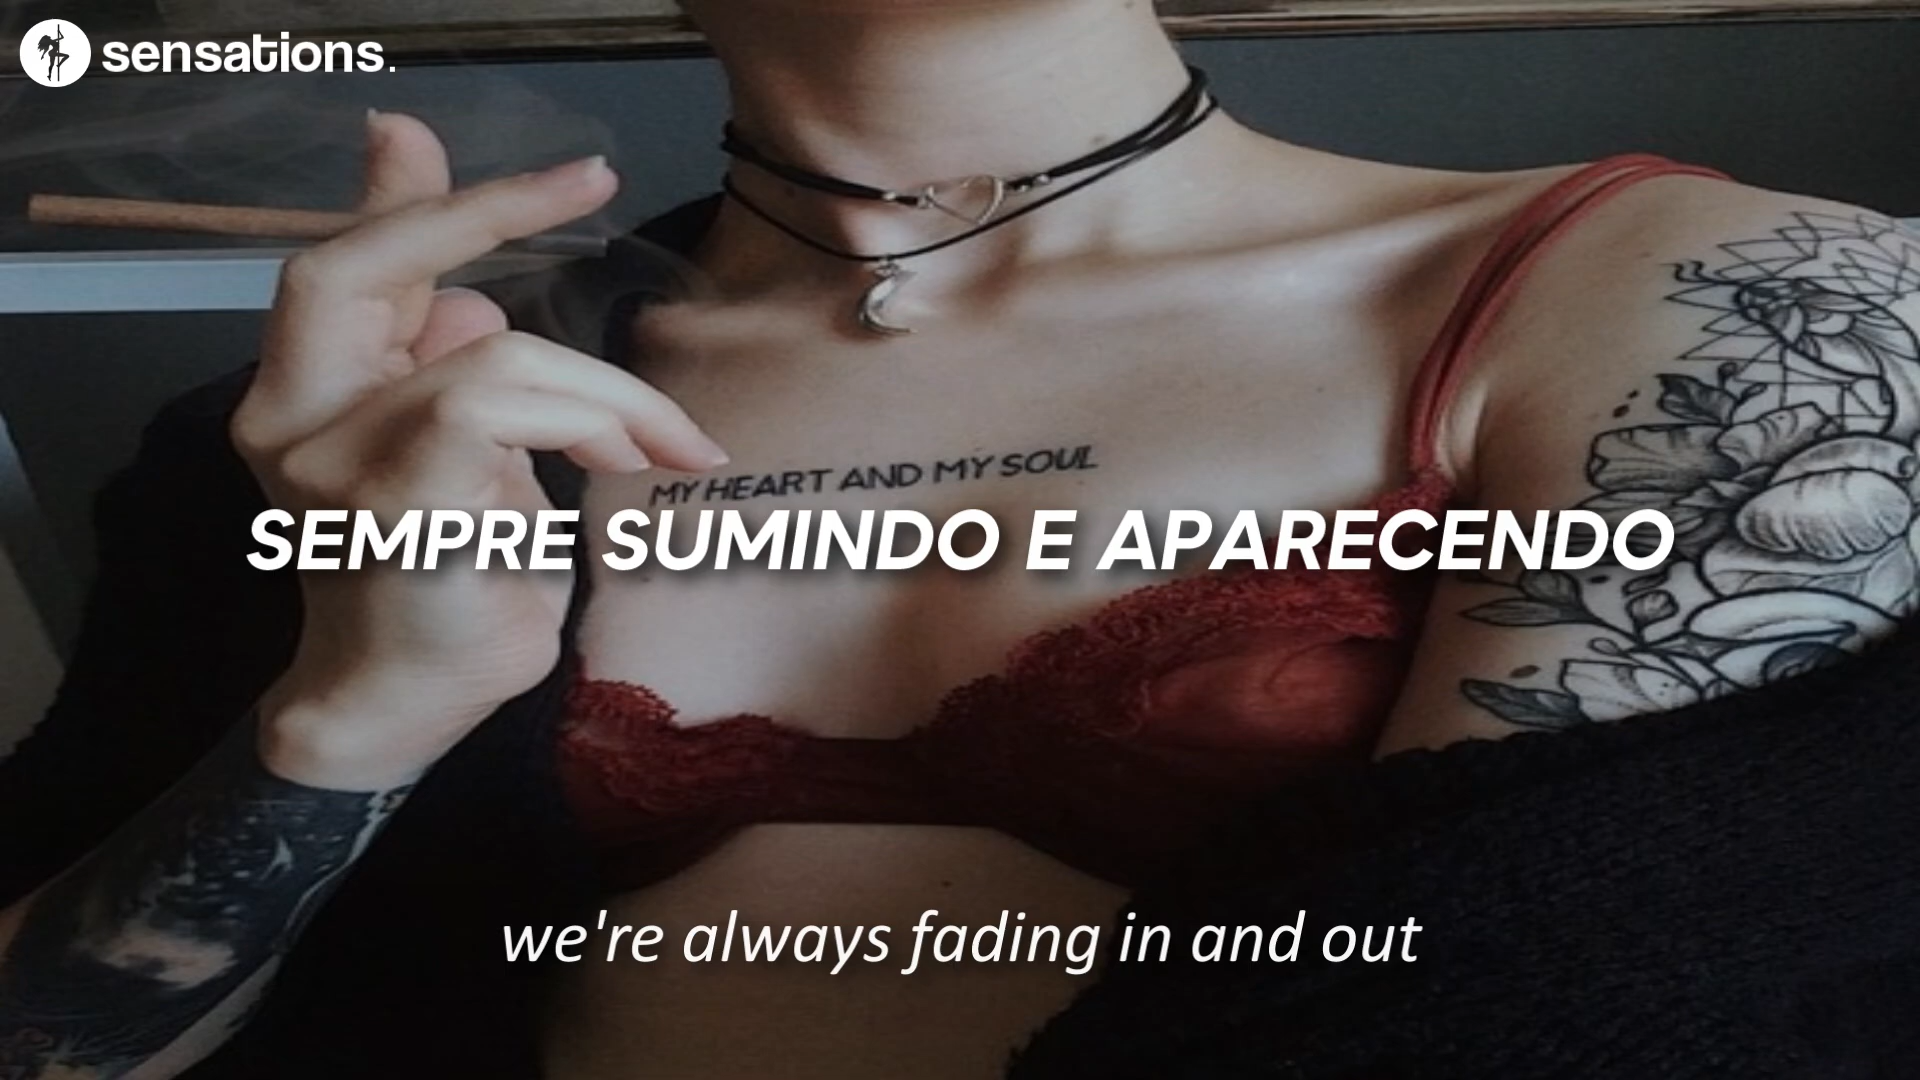 sensations.
MY HEART AND MY SOUL
SEMPRE SUMINDO E APARECENDO
we're always fading in and out